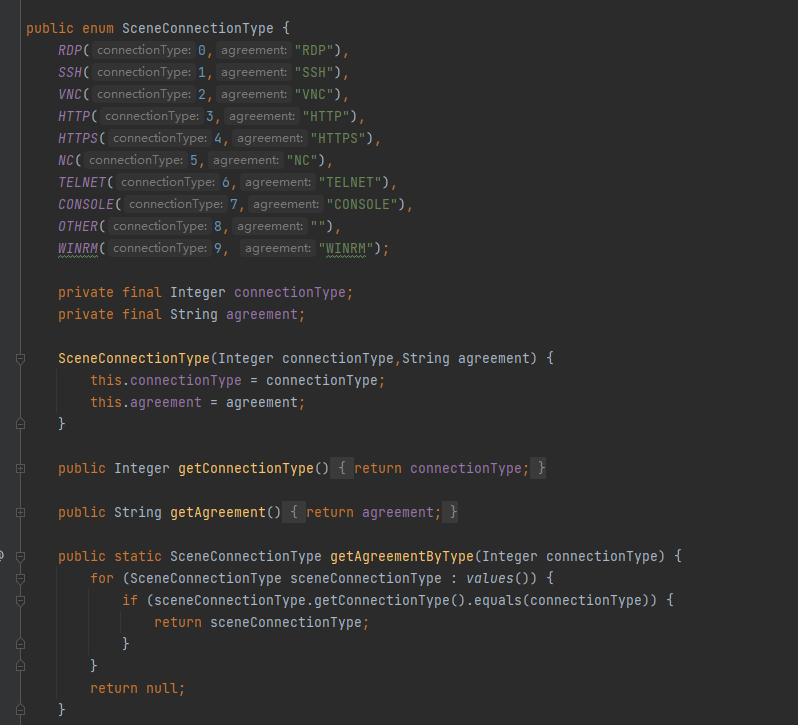 public enum SceneConnectionType {
RDP( connectionType: 0, agreement: "RDP"),
SSH( connectionType: 1, agreement: "SSH"),
VNC( connectionType: 2, agreement: "VNC"),
HTTP( connectionType: 3, agreement: "HTTP"),
HTTPS( connectionType: 4, agreement: "HTTPS"),
NC( connectionType: 5, agreement: "NC"),
TELNET( connectionType: 6, agreement: "TELNET"),
CONSOLE( connectionType: 7, agreement: "CONSOLE"),
OTHER( connectionType: 8, agreement: ""),
WINRM( connectionType: 9, agreement: "WINRM");
private final Integer connectionType;
private final String agreement;
SceneConnectionType(Integer connectionType,String agreement) {
this.connectionType = connectionType;
this.agreement = agreement;
}
public Integer getConnectionType() { return connectionType; }
public String getAgreement() { return agreement; }
public static SceneConnectionType getAgreementByType(Integer connectionType) {
for (SceneConnectionType sceneConnectionType : values()) {
if (sceneConnectionType.getConnectionType().equals(connectionType)) {
return sceneConnectionType;
}
}
return null;
}